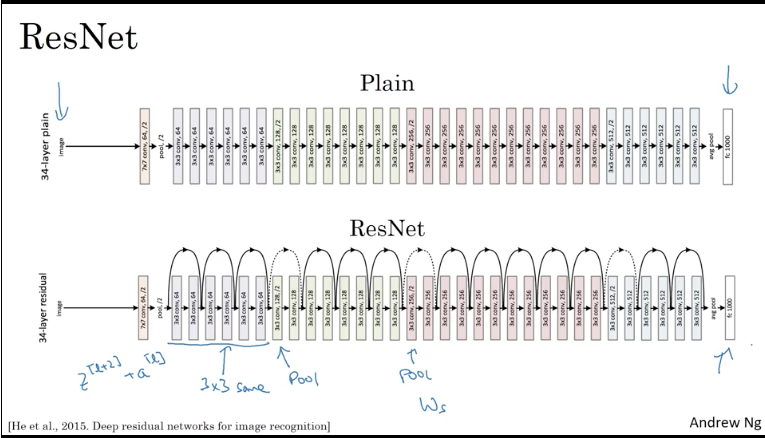 ResNet
Plain
34-layer plain
image
7x7 conv, 64, /2
pool, /2
3x3 conv, 64
3x3 conv, 64
3x3 conv, 64
3x3 conv, 64
3x3 conv, 64
3x3 conv, 64
3x3 conv, 128, /2
3x3 conv, 128
3x3 conv, 128
3x3 conv, 128
3x3 conv, 128
3x3 conv, 128
3x3 conv, 128
3x3 conv, 128
3x3 conv, 256, /2
3x3 conv, 256
3x3 conv, 256
3x3 conv, 256
3x3 conv, 256
3x3 conv, 256
3x3 conv, 256
3x3 conv, 256
3x3 conv, 256
3x3 conv, 256
3x3 conv, 256
3x3 conv, 256
3x3 conv, 512, /2
3x3 conv, 512
3x3 conv, 512
3x3 conv, 512
3x3 conv, 512
3x3 conv, 512
avg pool
fc 1000
ResNet
34-layer residual
image
7x7 conv, 64, /2
pool, /2
3x3 conv, 64
3x3 conv, 64
3x3 conv, 64
3x3 conv, 64
3x3 conv, 64
3x3 conv, 64
3x3 conv, 128, /2
3x3 conv, 128
3x3 conv, 128
3x3 conv, 128
3x3 conv, 128
3x3 conv, 128
3x3 conv, 128
3x3 conv, 128
3x3 conv, 256, /2
3x3 conv, 256
3x3 conv, 256
3x3 conv, 256
3x3 conv, 256
3x3 conv, 256
3x3 conv, 256
3x3 conv, 256
3x3 conv, 256
3x3 conv, 256
3x3 conv, 256
3x3 conv, 256
3x3 conv, 512, /2
3x3 conv, 512
3x3 conv, 512
3x3 conv, 512
3x3 conv, 512
3x3 conv, 512
avg pool
fc 1000
z^[l+2] + a^[l]
3x3 same
Pool
Pool
Ws
[He et al., 2015. Deep residual networks for image recognition]
Andrew Ng